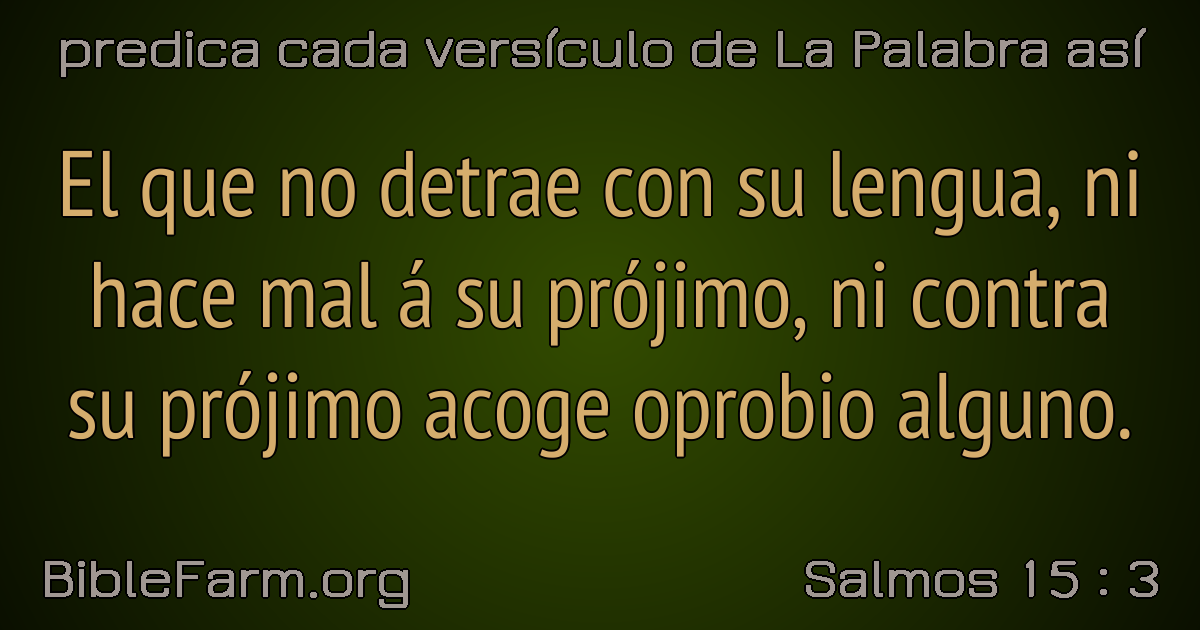 predica cada versículo de La Palabra así
El que no detrae con su lengua, ni
hace mal á su prójimo, ni contra
su prójimo acoge oprobio alguno.
BibleFarm.org
Salmos 15 : 3